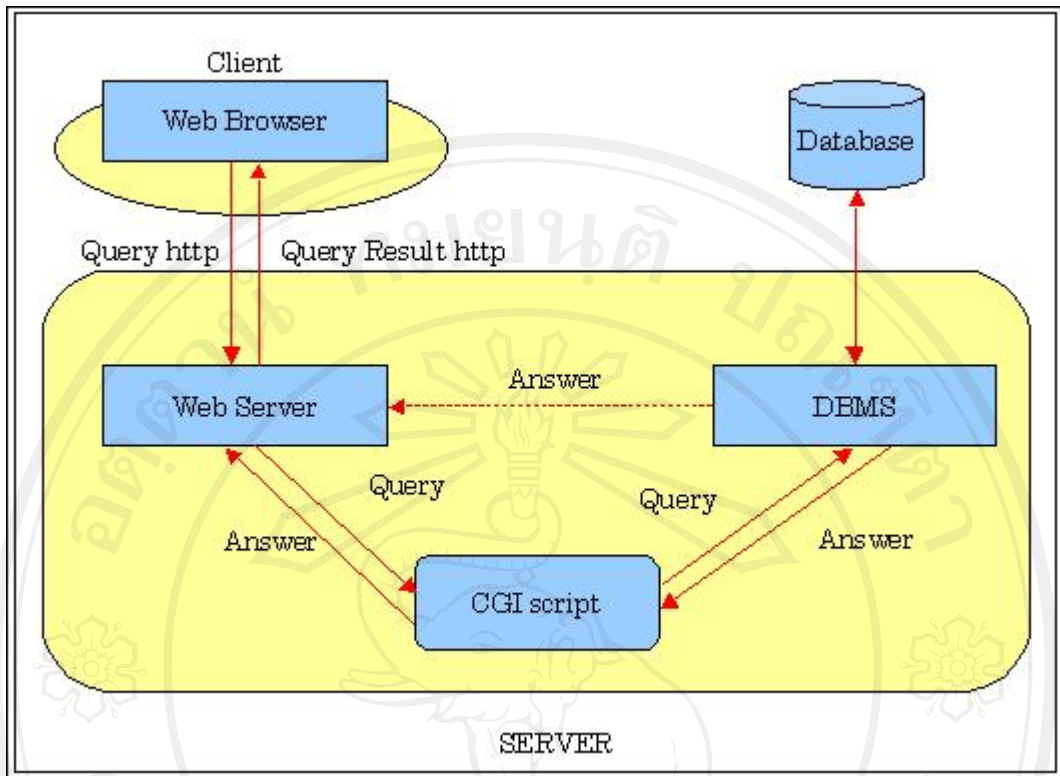 Client
Web Browser
Database
Query http
Query Result http
Answer
Web Server
DBMS
Query
Query
Answer
Answer
CGI script
SERVER